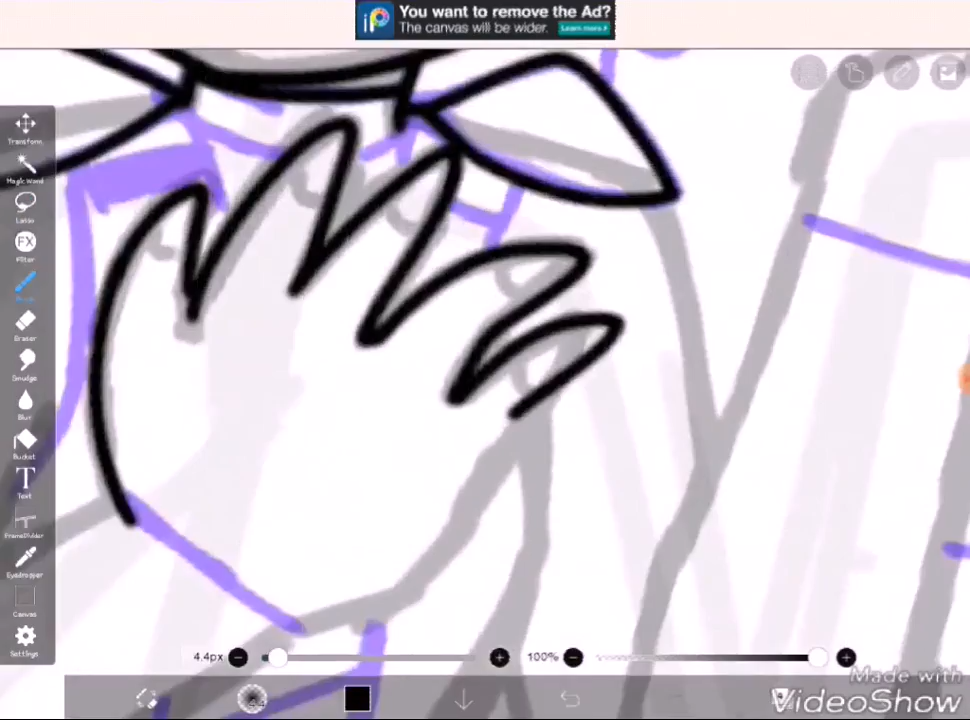 You want to remove the Ad?
The canvas will be wider.
Learn more
Transform
Magic Wand
Lasso
FX
Filter
Brush
Eraser
Smudge
Blur
Bucket
T
Text
Eyedropper
Canvas
Settings
4.4px
100%
Made with
VideoShow